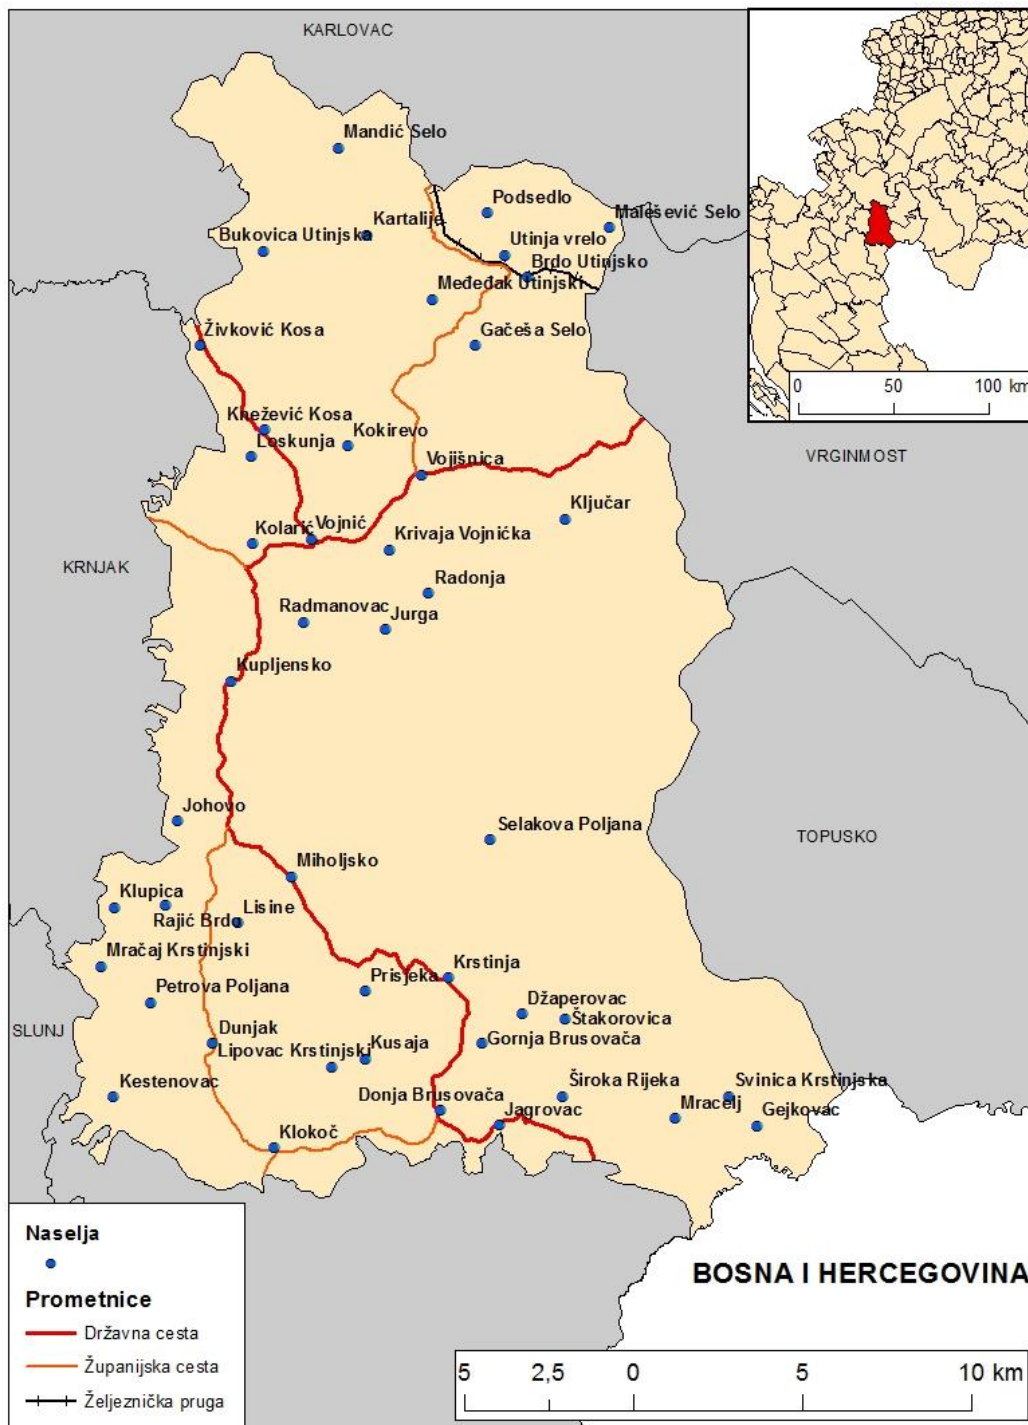 KARLOVAC
Mandić Selo
Podsedlo
Malešević Selo
Kartalije
Bukovica Utinjska
Utinja vrelo
Brdo Utinjsko
Međeđak Utinjski
Živković Kosa
Gačeša Selo
0 50 100 km
Knežević Kosa
Kokirevo
Loskunja
VRGINMOST
Vojišnica
Ključar
Kolarić
Vojnić
Krivaja Vojnićka
KRNJAK
Radonja
Radmanovac
Jurga
Kupljensko
Johovo
Selakova Poljana
TOPUSKO
Miholjsko
Klupica
Rajić Brdo
Lisine
Mračaj Krstinjski
Prisjeka
Krstinja
Petrova Poljana
Džaperovac
Štakorovica
SLUNJ
Dunjak
Lipovac Krstinjski
Kusaja
Gornja Brusovača
Kestenovac
Donja Brusovača
Široka Rijeka
Svinica Krstinjska
Jagrovac
Mracelj
Gejkovac
Klokoč
Naselja
BOSNA I HERCEGOVINA
Prometnice
Državna cesta
Županijska cesta
Željeznička pruga
5 2,5 0 5 10 km